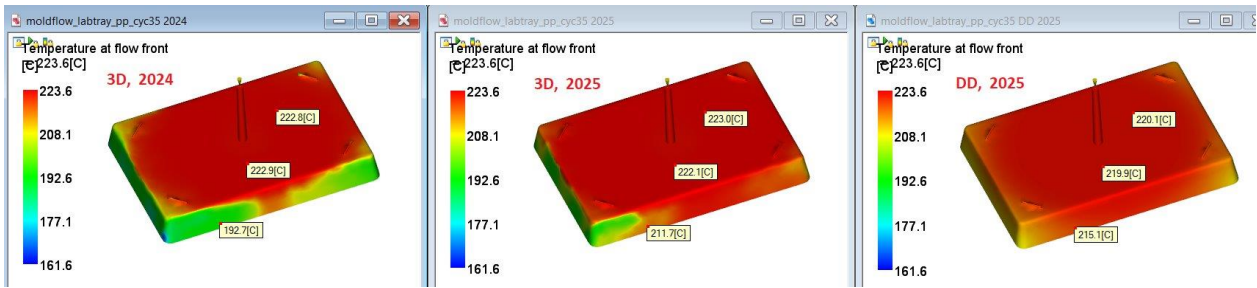 moldflow_labtray_pp_cyc35 2024
Temperature at flow front
= 223.6[C]
[C]
3D, 2024
223.6
208.1
192.6
177.1
161.6
222.8[C]
222.9[C]
192.7[C]
moldflow_labtray_pp_cyc35 2025
Temperature at flow front
= 223.6[C]
[C]
3D, 2025
223.6
208.1
192.6
177.1
161.6
223.0[C]
222.1[C]
211.7[C]
moldflow_labtray_pp_cyc35 DD 2025
Temperature at flow front
= 223.6[C]
[C]
DD, 2025
223.6
208.1
192.6
177.1
161.6
220.1[C]
219.9[C]
215.1[C]